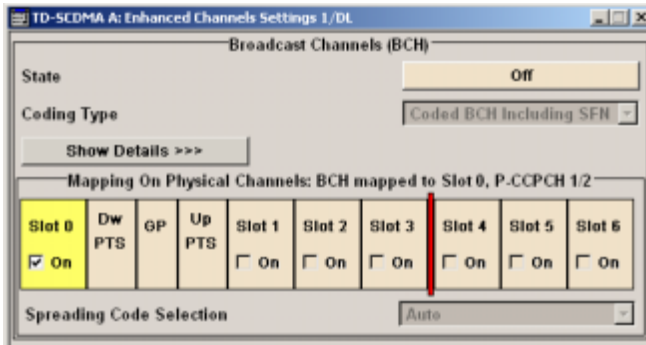 TD-SCDMA A: Enhanced Channels Settings 1/DL
Broadcast Channels (BCH)
State Off
Coding Type Coded BCH Including SFN
Show Details >>>
Mapping On Physical Channels: BCH mapped to Slot 0, P-CCPCH 1/2
Slot 0 Dw PTS GP Up PTS Slot 1 Slot 2 Slot 3 Slot 4 Slot 5 Slot 6
On On On On On On On
Spreading Code Selection Auto